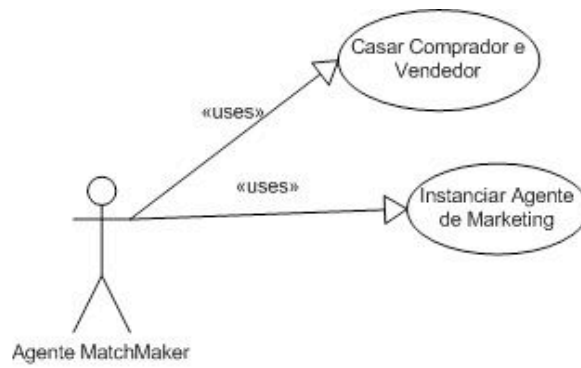 Casar Comprador e
Vendedor
«uses»
«uses»
Instanciar Agente
de Marketing
Agente MatchMaker